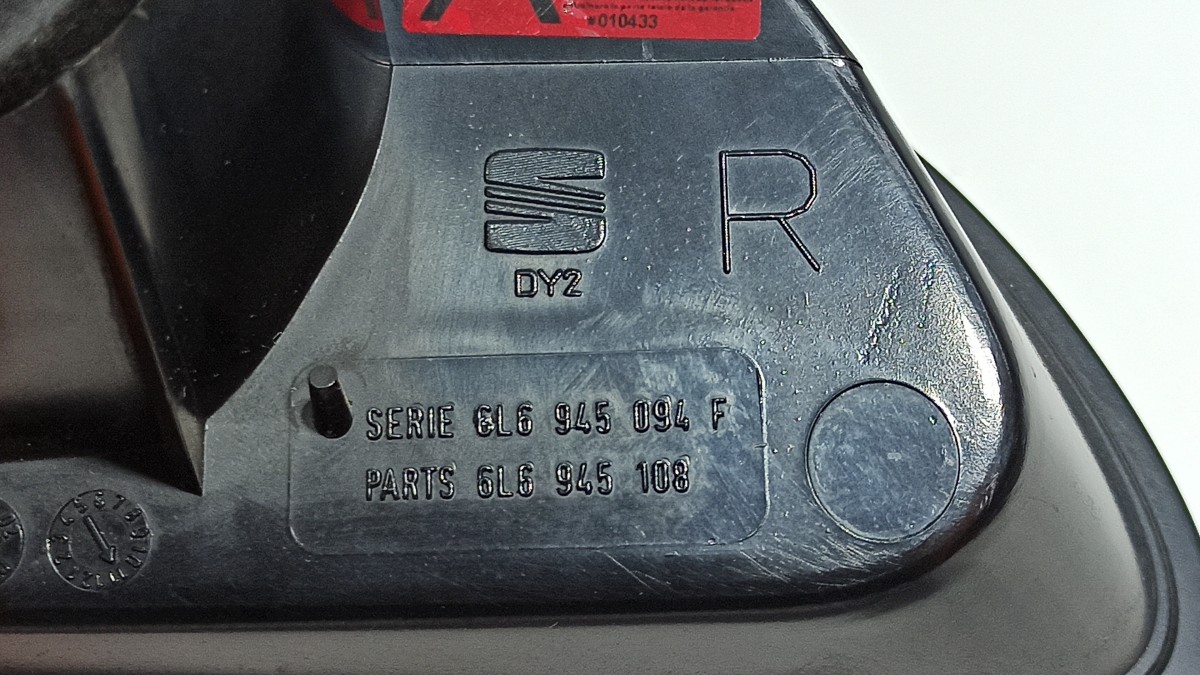 #010433
R
DY2
SERIE 6L6 945 094 F
PARTS 6L6 945 108